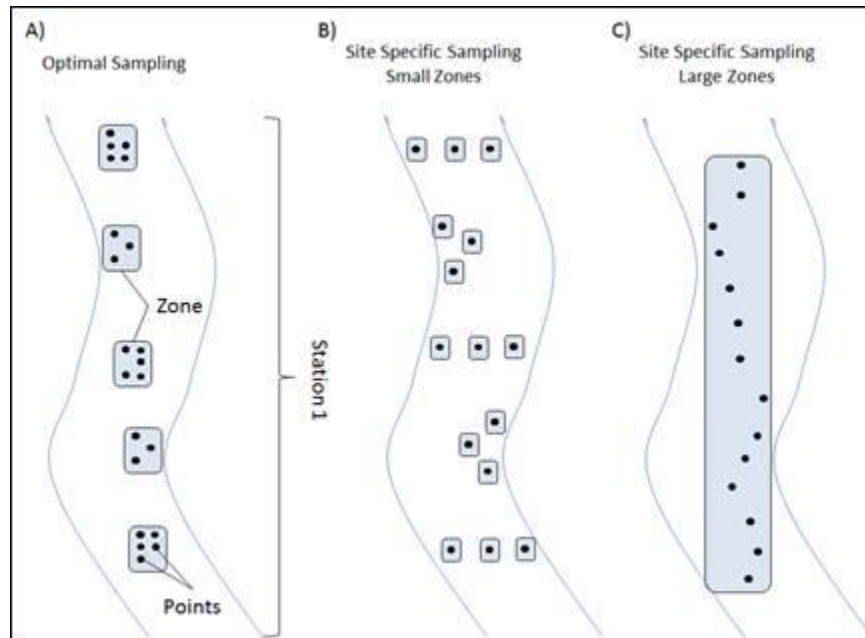 A)
Optimal Sampling
B)
Site Specific Sampling
Small Zones
C)
Site Specific Sampling
Large Zones
Zone
Station 1
Points